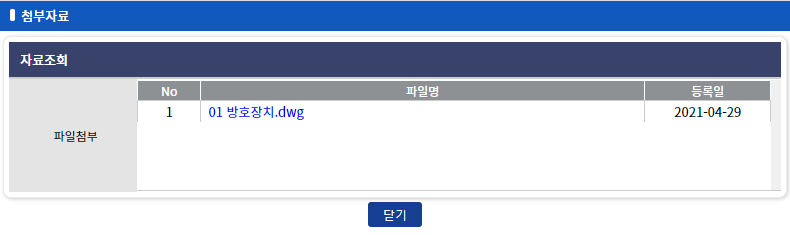 첨부자료
자료조회
No 파일명 등록일
파일첨부
1 01 방호장치.dwg 2021-04-29
닫기